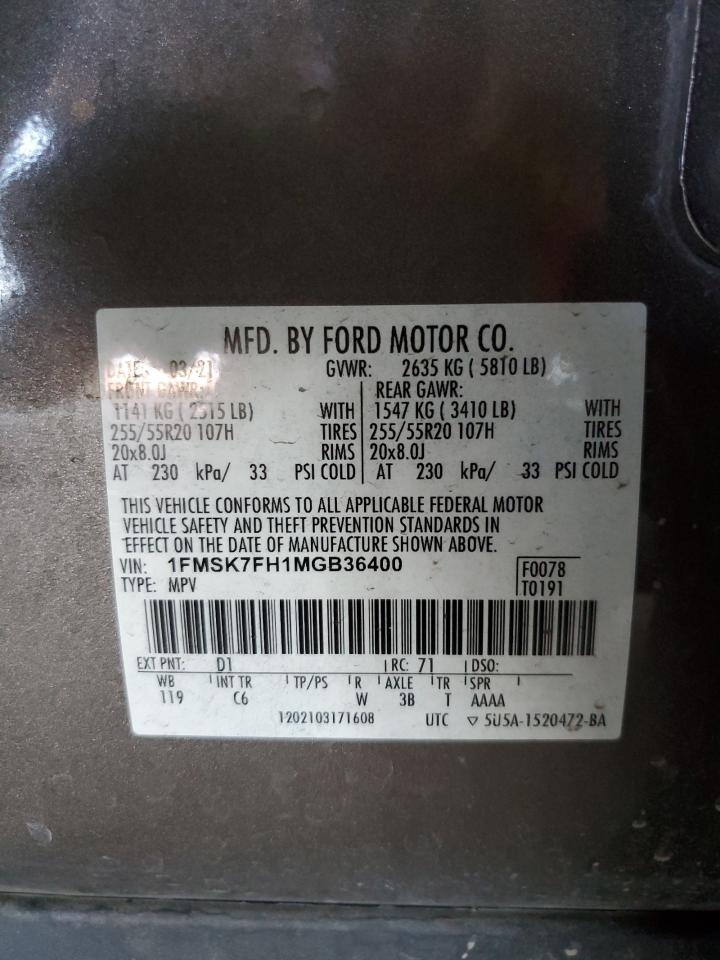 MFD. BY FORD MOTOR CO.
DATE: 03/21 GVWR: 2635 KG ( 5810 LB)
FRONT GAWR: REAR GAWR:
1141 KG ( 2515 LB) WITH 1547 KG ( 3410 LB) WITH
255/55R20 107H TIRES 255/55R20 107H TIRES
20x8.0J RIMS 20x8.0J RIMS
AT 230 kPa/ 33 PSI COLD AT 230 kPa/ 33 PSI COLD
THIS VEHICLE CONFORMS TO ALL APPLICABLE FEDERAL MOTOR
VEHICLE SAFETY AND THEFT PREVENTION STANDARDS IN
EFFECT ON THE DATE OF MANUFACTURE SHOWN ABOVE.
VIN: 1FMSK7FH1MGB36400 F0078
TYPE: MPV T0191
EXT PNT: D1 RC: 71 DSO:
WB INT TR TP/PS R AXLE TR SPR
119 C6 W 3B T AAAA
1202103171608 UTC ▽ 5U5A-1520472-BA